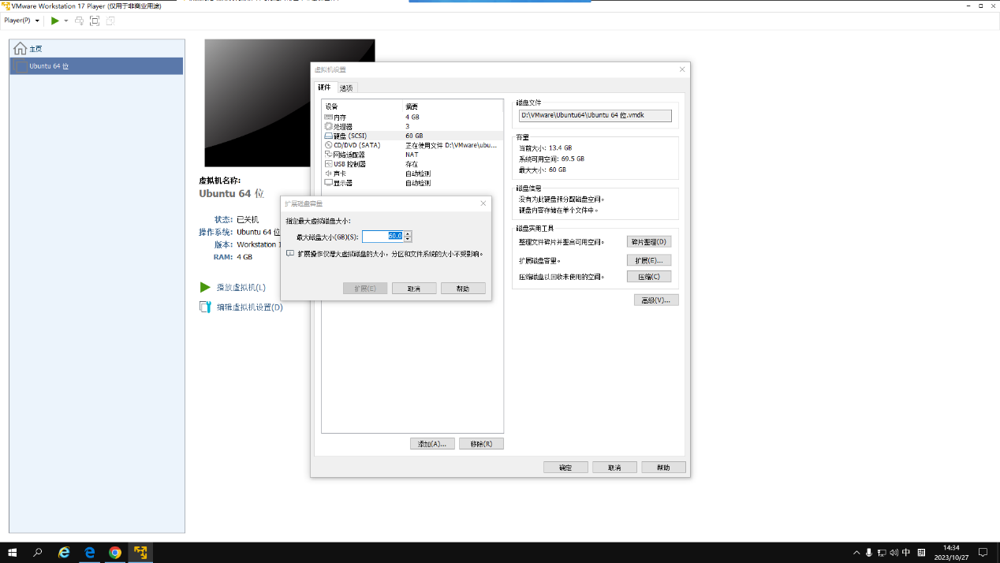 VMware Workstation 17 Player (仅用于非商业用途)
Player(P)
主页
Ubuntu 64 位
虚拟机名称:
Ubuntu 64 位
状态: 已关机
操作系统: Ubuntu 64 位
版本: Workstation 1
RAM: 4 GB
播放虚拟机(L)
编辑虚拟机设置(D)
虚拟机设置
硬件 选项
设备 摘要
内存 4 GB
处理器 3
硬盘 (SCSI) 60 GB
CD/DVD (SATA) 正在使用文件 D:\VMware\ubu...
网络适配器 NAT
USB 控制器 存在
声卡 自动检测
显示器 自动检测
添加(A)... 移除(R)
磁盘文件
D:\VMware\Ubuntu64\Ubuntu 64 位.vmdk
容量
当前大小: 13.4 GB
系统可用空间: 69.5 GB
最大大小: 60 GB
磁盘信息
没有为此硬盘预分配磁盘空间。
硬盘内容存储在单个文件中。
磁盘实用工具
整理文件碎片并整合可用空间。 碎片整理(D)
扩展磁盘容量。 扩展(E)...
压缩磁盘以回收未使用的空间。 压缩(C)
高级(V)...
确定 取消 帮助
扩展磁盘容量
指定最大虚拟磁盘大小:
最大磁盘大小(GB)(S): 60.0
扩展操作仅增大虚拟磁盘的大小，分区和文件系统的大小不受影响。
扩展(E) 取消 帮助
中
14:34
2023/10/27